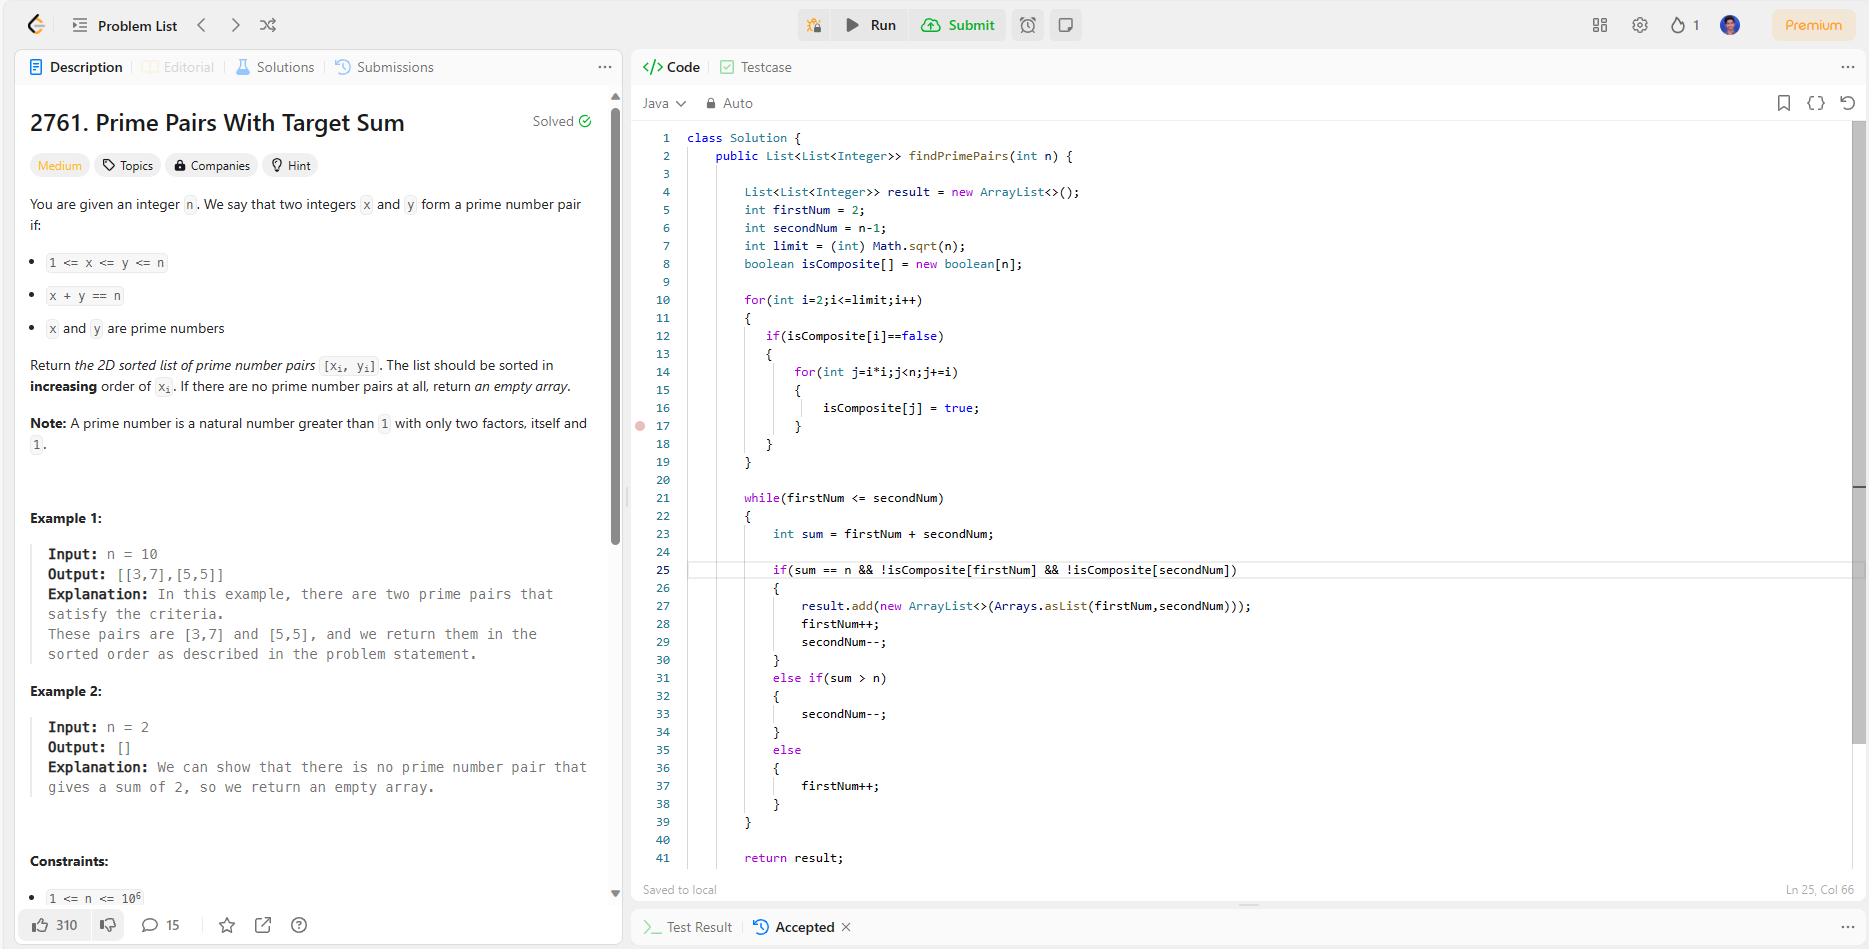 Problem List
Run
Submit
1
Premium
Description
Editorial
Solutions
Submissions
2761. Prime Pairs With Target Sum
Solved
Medium
Topics
Companies
Hint
You are given an integer n. We say that two integers x and y form a prime number pair
if:
• 1 <= x <= y <= n
• x + y == n
• x and y are prime numbers
Return the 2D sorted list of prime number pairs [xi, yi]. The list should be sorted in
increasing order of xi. If there are no prime number pairs at all, return an empty array.
Note: A prime number is a natural number greater than 1 with only two factors, itself and
1.
Example 1:
Input: n = 10
Output: [[3,7],[5,5]]
Explanation: In this example, there are two prime pairs that
satisfy the criteria.
These pairs are [3,7] and [5,5], and we return them in the
sorted order as described in the problem statement.
Example 2:
Input: n = 2
Output: []
Explanation: We can show that there is no prime number pair that
gives a sum of 2, so we return an empty array.
Constraints:
• 1 <= n <= 10⁶
310
15
</> Code
Testcase
Java
Auto
1 class Solution {
2 public List<List<Integer>> findPrimePairs(int n) {
3
4 List<List<Integer>> result = new ArrayList<>();
5 int firstNum = 2;
6 int secondNum = n-1;
7 int limit = (int) Math.sqrt(n);
8 boolean isComposite[] = new boolean[n];
9
10 for(int i=2;i<=limit;i++)
11 {
12 if(isComposite[i]==false)
13 {
14 for(int j=i*i;j<n;j+=i)
15 {
16 isComposite[j] = true;
17 }
18 }
19 }
20
21 while(firstNum <= secondNum)
22 {
23 int sum = firstNum + secondNum;
24
25 if(sum == n && !isComposite[firstNum] && !isComposite[secondNum])
26 {
27 result.add(new ArrayList<>(Arrays.asList(firstNum,secondNum)));
28 firstNum++;
29 secondNum--;
30 }
31 else if(sum > n)
32 {
33 secondNum--;
34 }
35 else
36 {
37 firstNum++;
38 }
39 }
40
41 return result;
Saved to local
Ln 25, Col 66
Test Result
Accepted